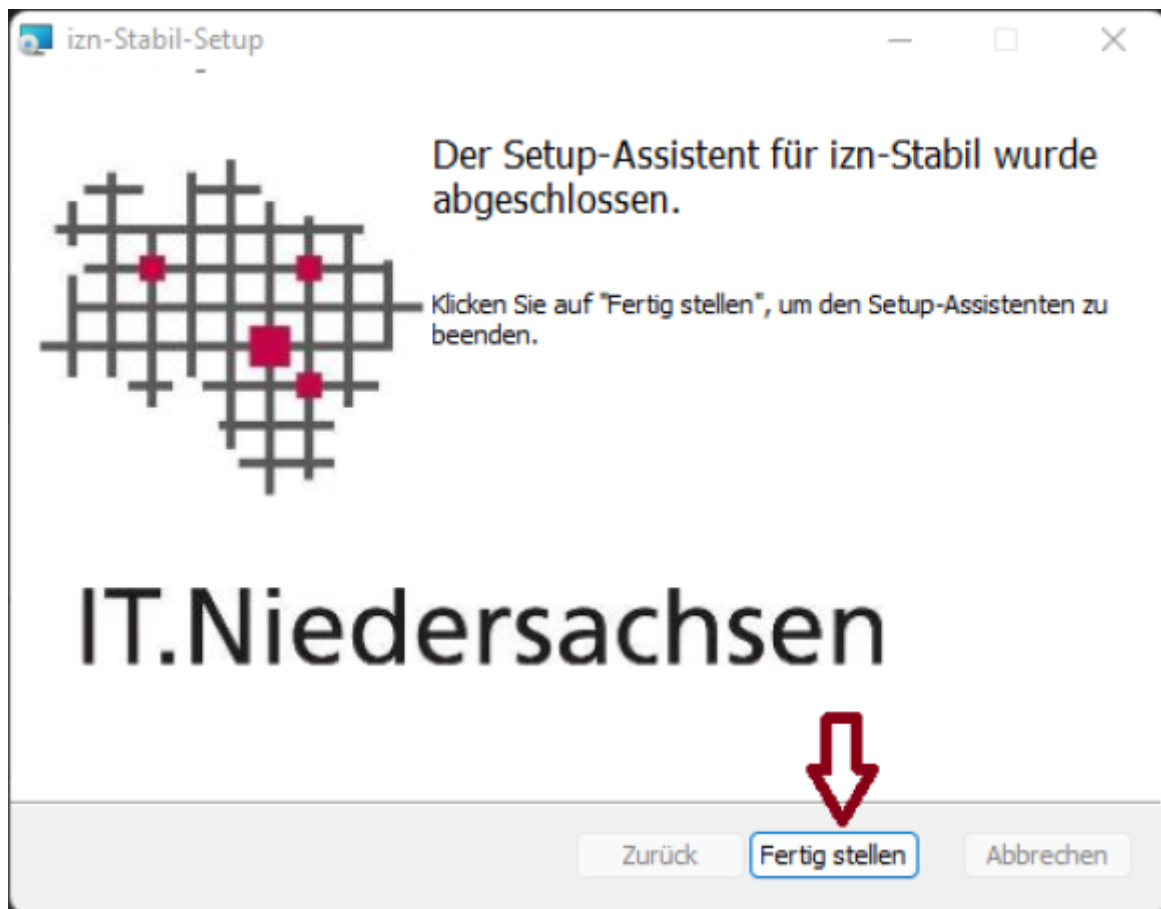 izn-Stabil-Setup
Der Setup-Assistent für izn-Stabil wurde
abgeschlossen.
Klicken Sie auf "Fertig stellen", um den Setup-Assistenten zu
beenden.
IT.Niedersachsen
Zurück Fertig stellen Abbrechen